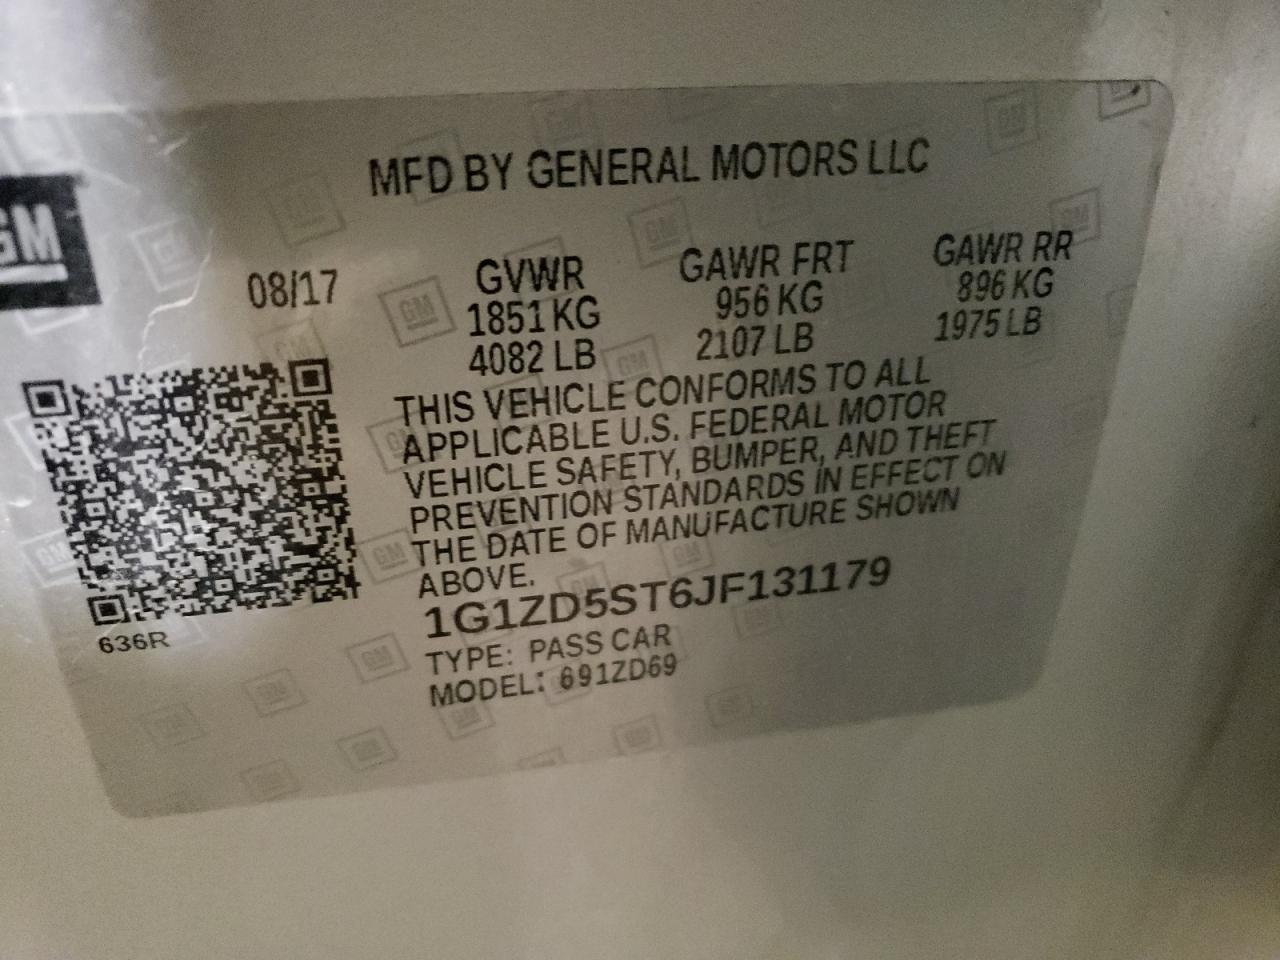 GM
MFD BY GENERAL MOTORS LLC
08/17
GVWR
1851 KG
4082 LB
GAWR FRT
956 KG
2107 LB
GAWR RR
896 KG
1975 LB
THIS VEHICLE CONFORMS TO ALL
APPLICABLE U.S. FEDERAL MOTOR
VEHICLE SAFETY, BUMPER, AND THEFT
PREVENTION STANDARDS IN EFFECT ON
THE DATE OF MANUFACTURE SHOWN
ABOVE.
1G1ZD5ST6JF131179
TYPE: PASS CAR
MODEL: 691ZD69
636R